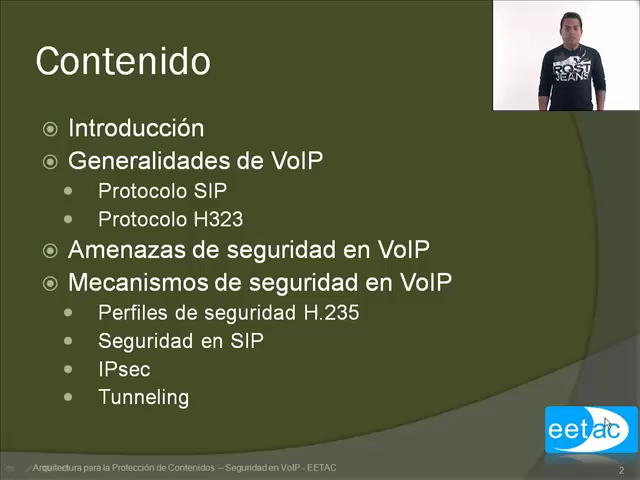 Contenido
Introducción
Generalidades de VoIP
Protocolo SIP
Protocolo H323
Amenazas de seguridad en VoIP
Mecanismos de seguridad en VoIP
Perfiles de seguridad H.235
Seguridad en SIP
IPsec
Tunneling
RQST
JEANS
eetac
Arquitectura para la Protección de Contenidos – Seguridad en VoIP - EETAC
2